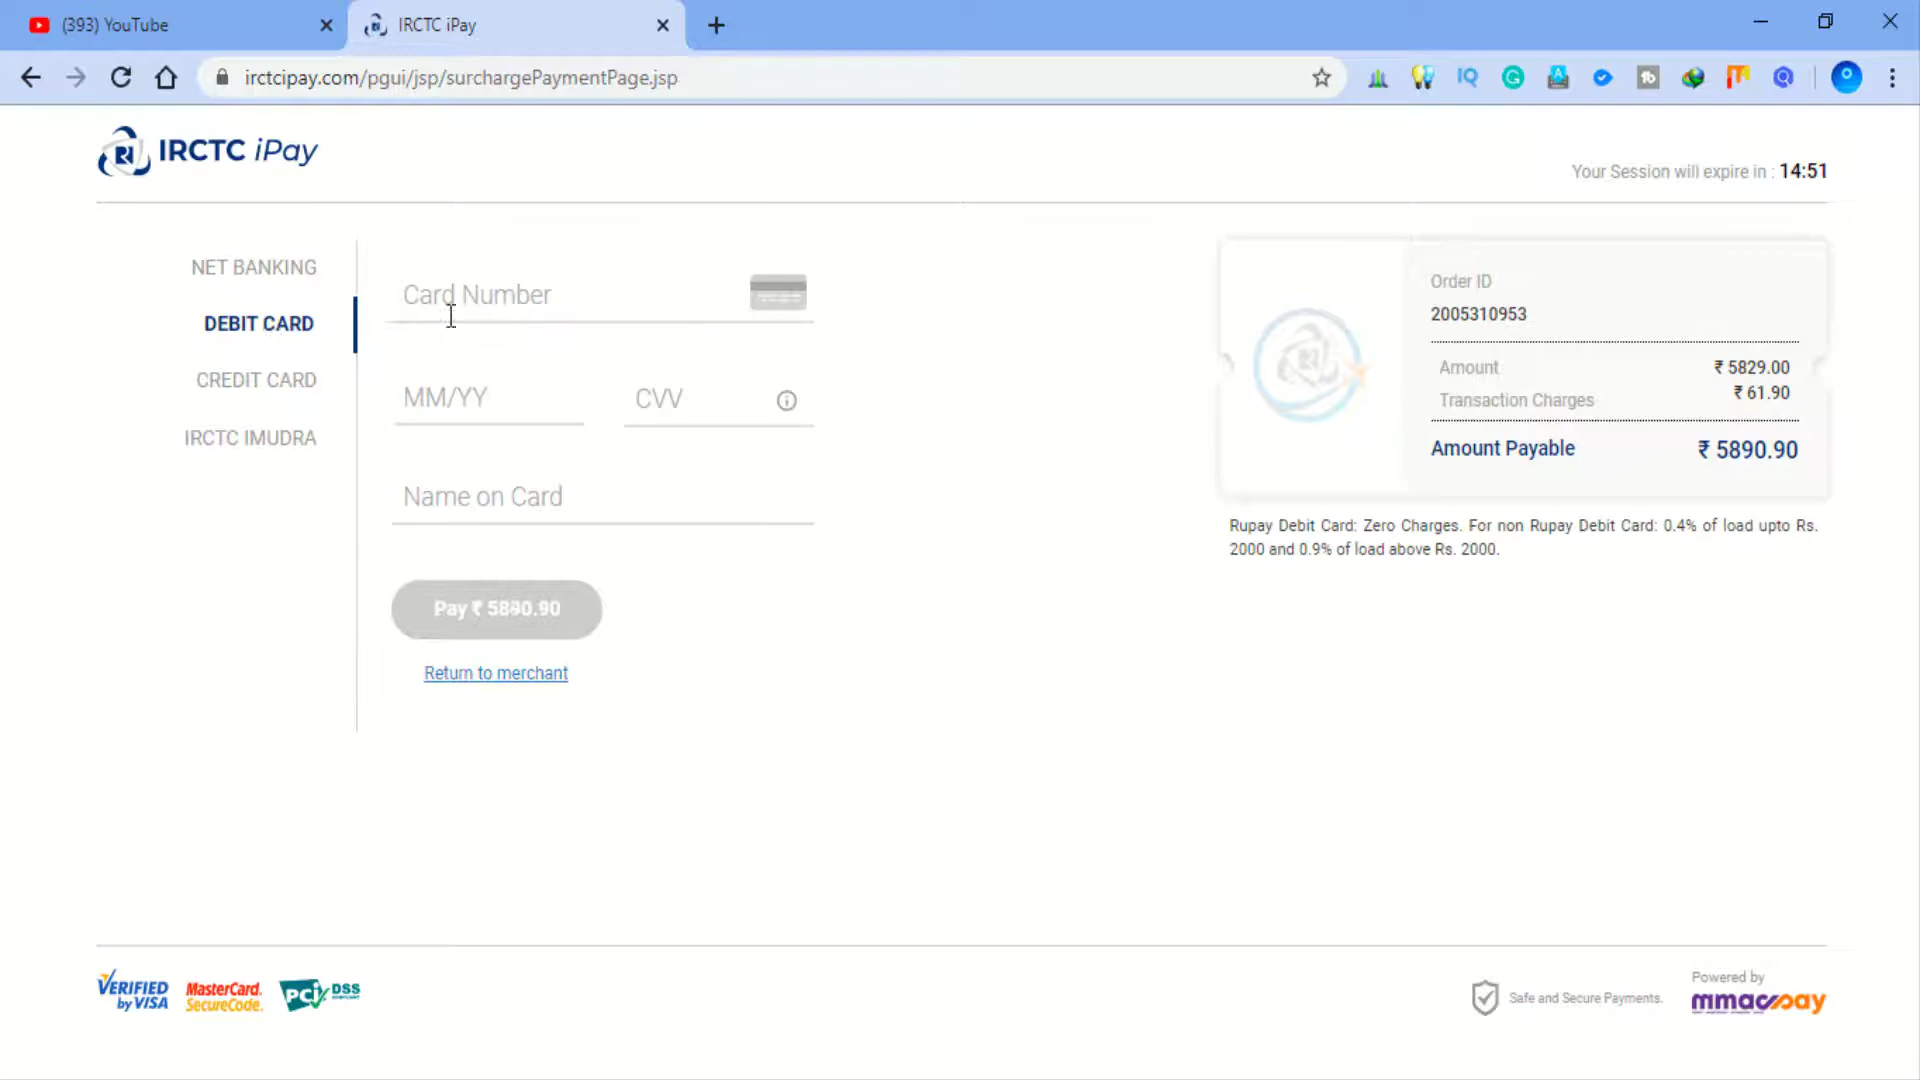 (393) YouTube
IRCTC iPay
irctcipay.com/pgui/jsp/surchargePaymentPage.jsp
IRCTC iPay
Your Session will expire in : 14:51
NET BANKING
DEBIT CARD
CREDIT CARD
IRCTC IMUDRA
Card Number
MM/YY
CVV
Name on Card
Pay ₹ 5890.90
Return to merchant
Order ID
2005310953
Amount ₹ 5829.00
Transaction Charges ₹ 61.90
Amount Payable ₹ 5890.90
Rupay Debit Card: Zero Charges. For non Rupay Debit Card: 0.4% of load upto Rs.
2000 and 0.9% of load above Rs. 2000.
VERIFIED
by VISA
MasterCard.
SecureCode.
PCI DSS
Safe and Secure Payments.
Powered by